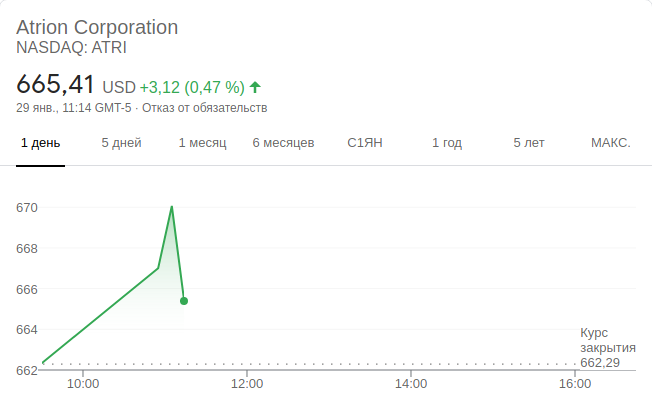 Atrion Corporation
NASDAQ: ATRI
665,41 USD +3,12 (0,47 %)
29 янв., 11:14 GMT-5 · Отказ от обязательств
1 день 5 дней 1 месяц 6 месяцев С1ЯН 1 год 5 лет МАКС.
670
668
666
664
Курс
закрытия
662,29
662
10:00 12:00 14:00 16:00